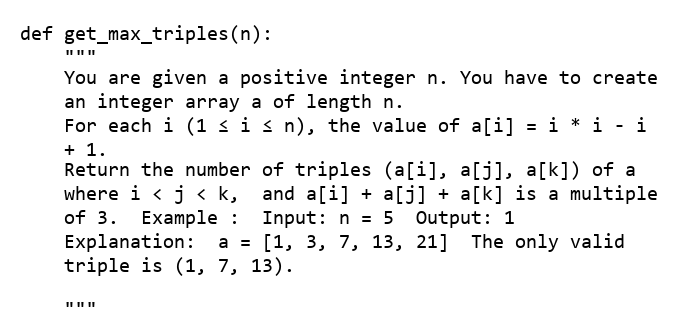 def get_max_triples(n):
"""
You are given a positive integer n. You have to create
an integer array a of length n.
For each i (1 ≤ i ≤ n), the value of a[i] = i * i - i
+ 1.
Return the number of triples (a[i], a[j], a[k]) of a
where i < j < k,  and a[i] + a[j] + a[k] is a multiple
of 3.  Example :  Input: n = 5  Output: 1
Explanation:  a = [1, 3, 7, 13, 21]  The only valid
triple is (1, 7, 13).
"""